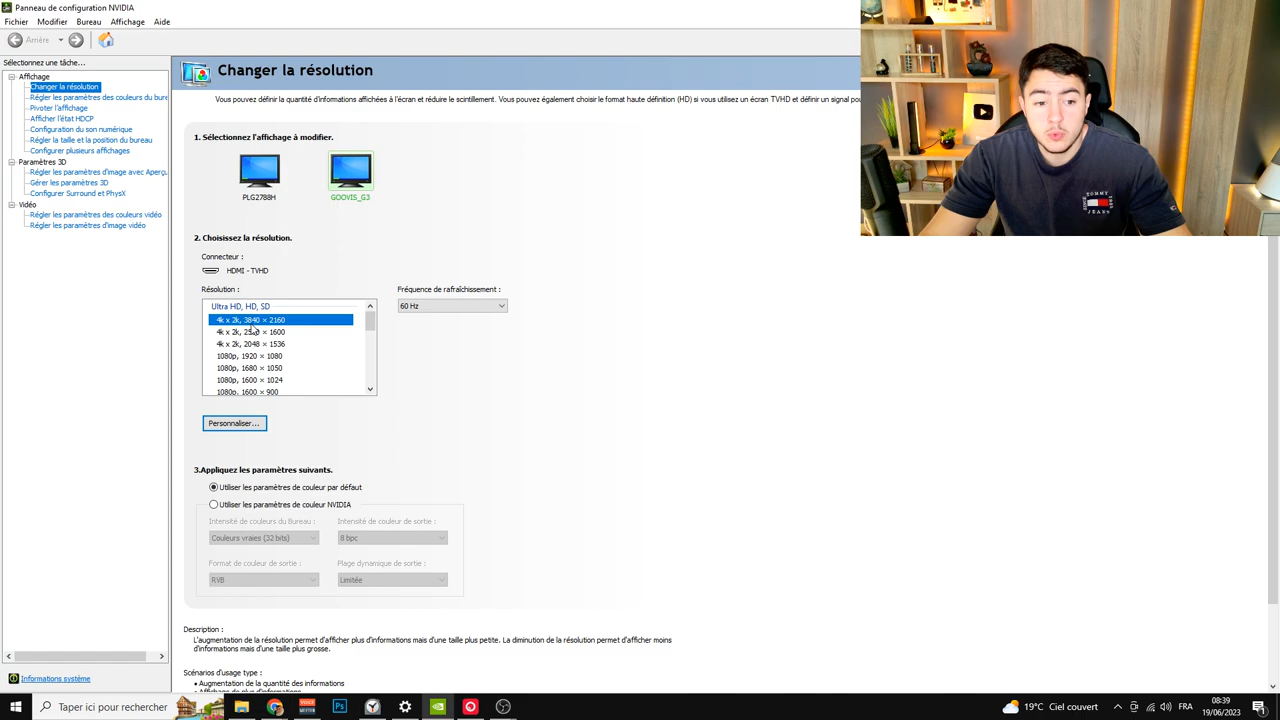 Panneau de configuration NVIDIA
Fichier Modifier Bureau Affichage Aide
Arrière
Sélectionnez une tâche...
Affichage
Changer la résolution
Régler les paramètres des couleurs du bure
Pivoter l'affichage
Afficher l'état HDCP
Configuration du son numérique
Régler la taille et la position du bureau
Configurer plusieurs affichages
Paramètres 3D
Régler les paramètres d'image avec Aperçu
Gérer les paramètres 3D
Configurer Surround et PhysX
Vidéo
Régler les paramètres des couleurs vidéo
Régler les paramètres d'image vidéo
Informations système
Changer la résolution
Vous pouvez définir la quantité d'informations affichées à l'écran et réduire le scintillement. Vous pouvez également choisir le format haute définition (HD) si vous utilisez un écran TVHD et définir un signal pou
1. Sélectionnez l'affichage à modifier.
PLG2788H GOOVIS_G3
2. Choisissez la résolution.
Connecteur :
HDMI - TVHD
Résolution : Fréquence de rafraîchissement :
60 Hz
Ultra HD, HD, SD
4k x 2k, 3840 × 2160
4k x 2k, 2560 × 1600
4k x 2k, 2048 × 1536
1080p, 1920 × 1080
1080p, 1680 × 1050
1080p, 1600 × 1024
1080p, 1600 × 900
Personnaliser...
3.Appliquez les paramètres suivants.
Utiliser les paramètres de couleur par défaut
Utiliser les paramètres de couleur NVIDIA
Intensité de couleurs du Bureau : Intensité de couleur de sortie :
Couleurs vraies (32 bits) 8 bpc
Format de couleur de sortie : Plage dynamique de sortie :
RVB Limitée
Description :
L'augmentation de la résolution permet d'afficher plus d'informations mais d'une taille plus petite. La diminution de la résolution permet d'afficher moins
d'informations mais d'une taille plus grosse.
Scénarios d'usage type :
• Augmentation de la quantité des informations
• Affichage de plus d'informations
TOMMY
JEANS
Taper ici pour rechercher
Ps
19°C Ciel couvert
FRA
08:39
19/06/2023